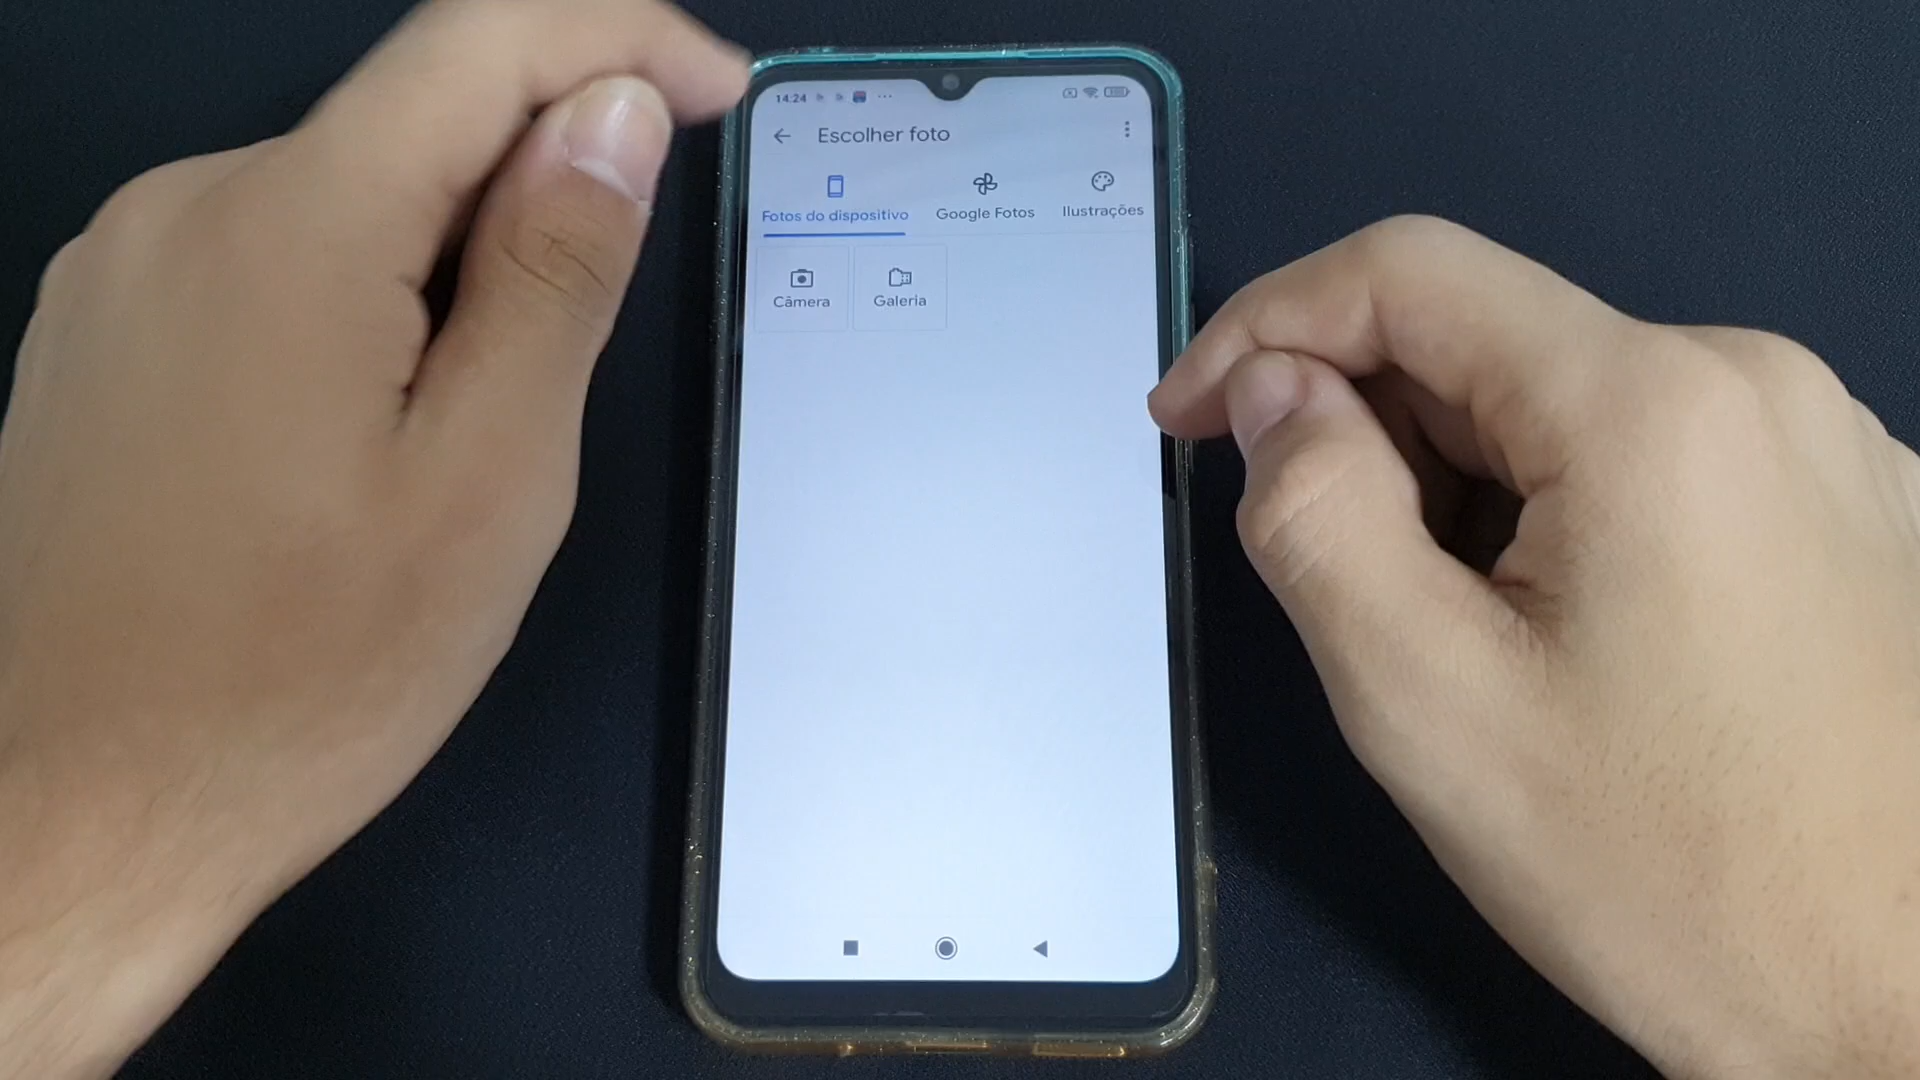 14:24
Escolher foto
Fotos do dispositivo
Google Fotos
Ilustrações
Câmera
Galeria